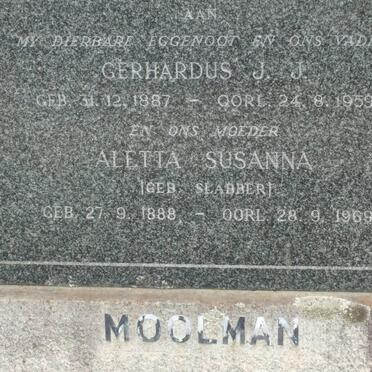 AAN
MY DIERBARE EGGENOOT EN ONS VADE
GERHARDUS J. J.
GEB. 31.12.1887 — OORL. 24.8.1959
EN ONS MOEDER
ALETTA SUSANNA
(GEB. SLABBER)
GEB. 27.9.1888 — OORL. 28.9.1969
MOOLMAN